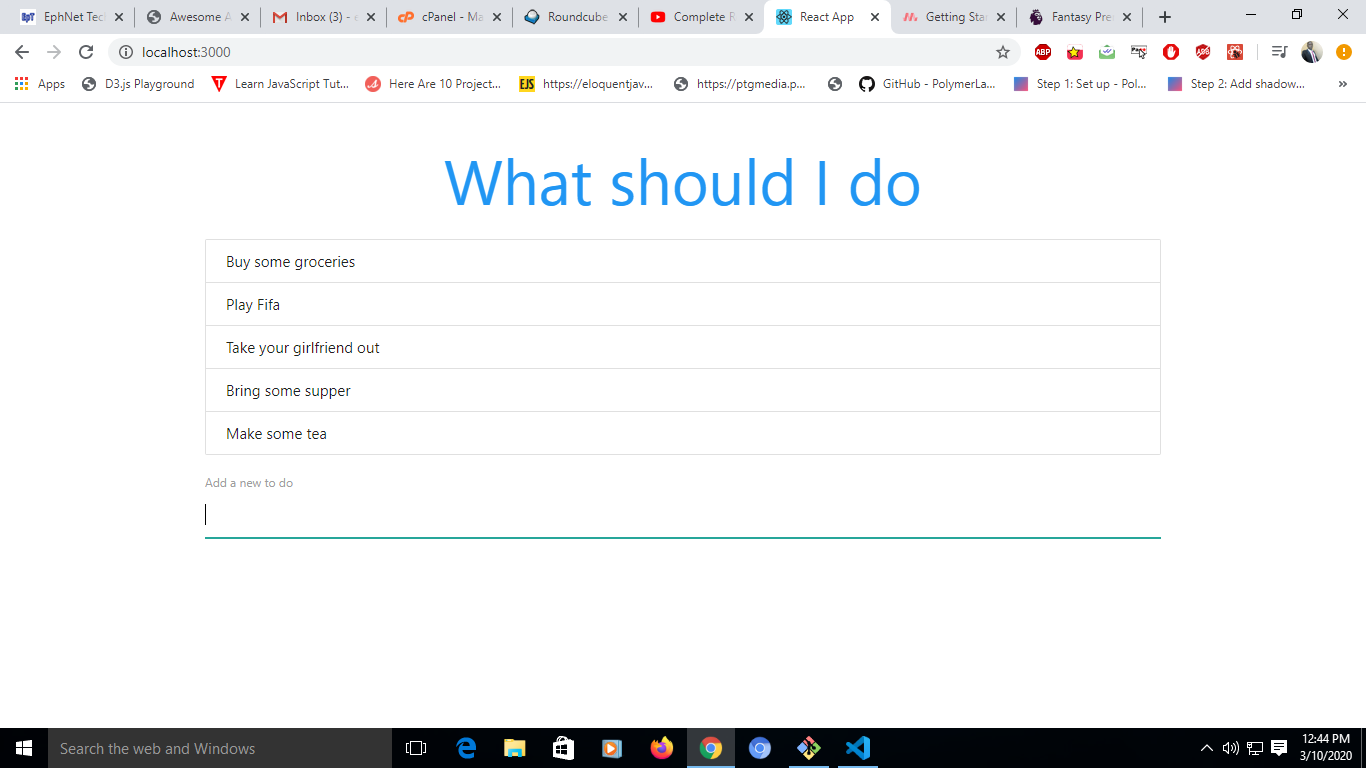 EphNet Tec
Awesome A
Inbox (3) - e
cPanel - Ma
Roundcube
Complete R
React App
Getting Star
Fantasy Pre
localhost:3000
ABP
Apps
D3.js Playground
Learn JavaScript Tut...
Here Are 10 Project...
EJS
https://eloquentjav...
https://ptgmedia.p...
GitHub - PolymerLa...
Step 1: Set up - Pol...
Step 2: Add shadow...
»
What should I do
Buy some groceries
Play Fifa
Take your girlfriend out
Bring some supper
Make some tea
Add a new to do
Search the web and Windows
12:44 PM
3/10/2020